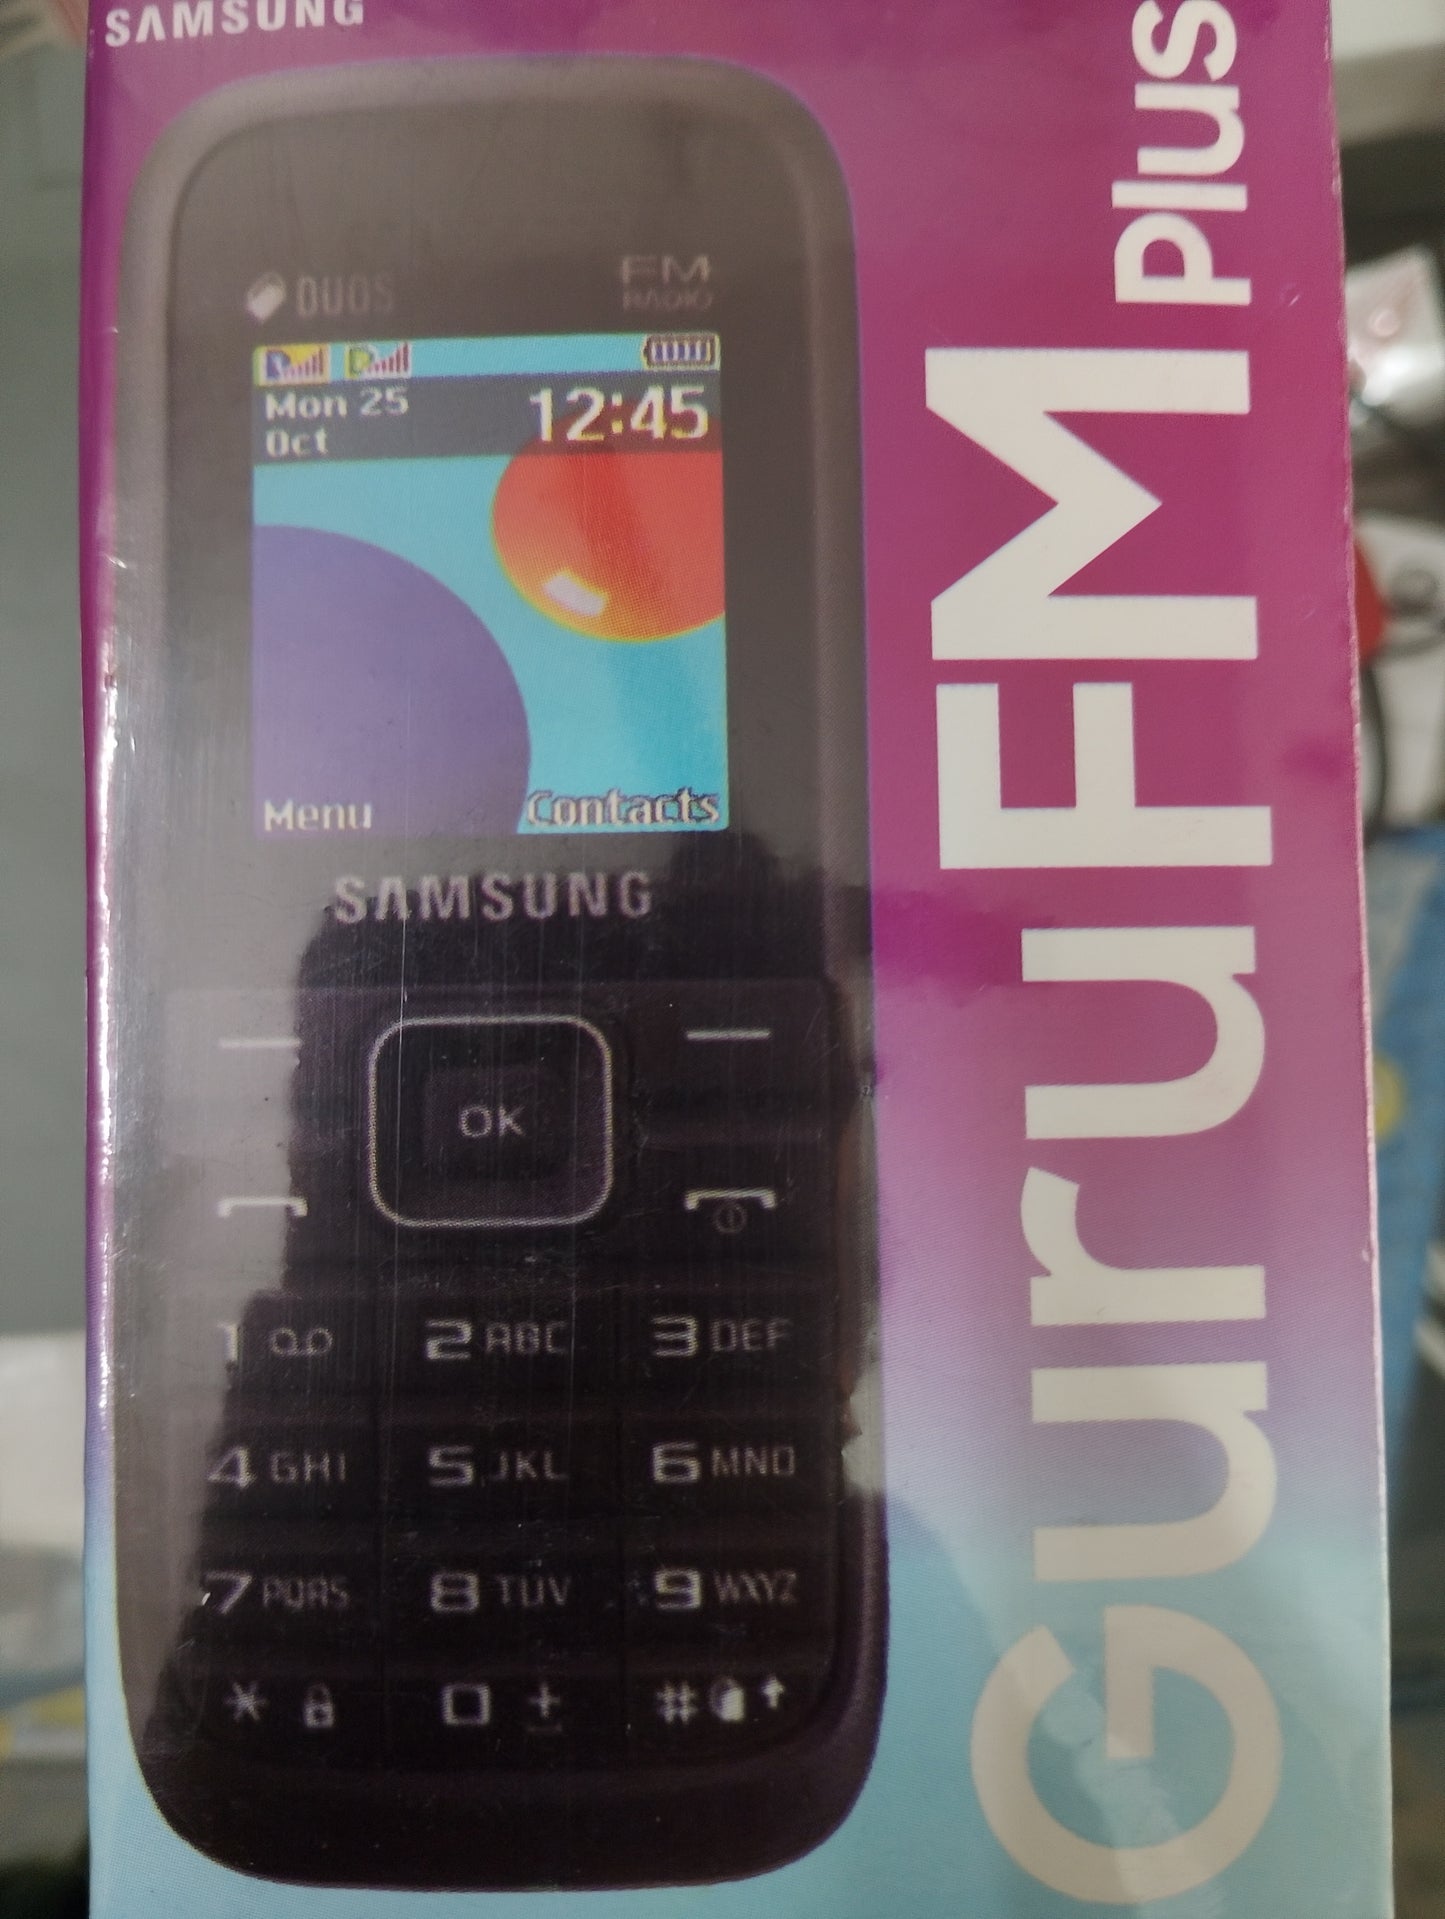 SAMSUNG
DUOS
FM
RADIO
Mon 25
Oct
12:45
Menu
Contacts
SAMSUNG
OK
1
2 ABC
3 DEF
4 GHI
5 JKL
6 MNO
7 PQRS
8 TUV
9 WXYZ
* 0 + #
GuruFM Plus